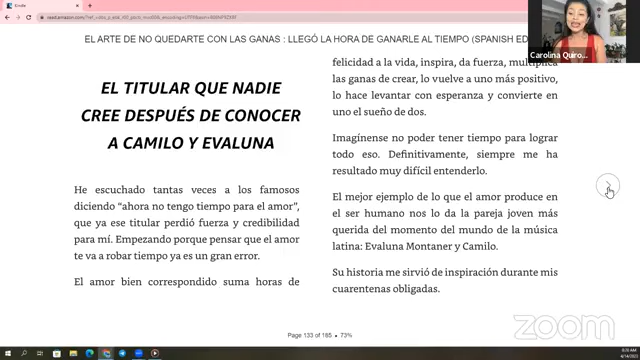 Kindle
EL ARTE DE NO QUEDARTE CON LAS GANAS : LLEGÓ LA HORA DE GANARLE AL TIEMPO (SPANISH ED
Carolina Quiro...
EL TITULAR QUE NADIE
CREE DESPUÉS DE CONOCER
A CAMILO Y EVALUNA
He escuchado tantas veces a los famosos
diciendo “ahora no tengo tiempo para el amor”,
que ya ese titular perdió fuerza y credibilidad
para mí. Empezando porque pensar que el amor
te va a robar tiempo ya es un gran error.
El amor bien correspondido suma horas de
felicidad a la vida, inspira, da fuerza, multiplica
las ganas de crear, lo vuelve a uno más positivo,
lo hace levantar con esperanza y convierte en
uno el sueño de dos.
Imagínense no poder tener tiempo para lograr
todo eso. Definitivamente, siempre me ha
resultado muy difícil entenderlo.
El mejor ejemplo de lo que el amor produce en
el ser humano nos lo da la pareja joven más
querida del momento del mundo de la música
latina: Evaluna Montaner y Camilo.
Su historia me sirvió de inspiración durante mis
cuarentenas obligadas.
Page 133 of 185 • 73%
zoom